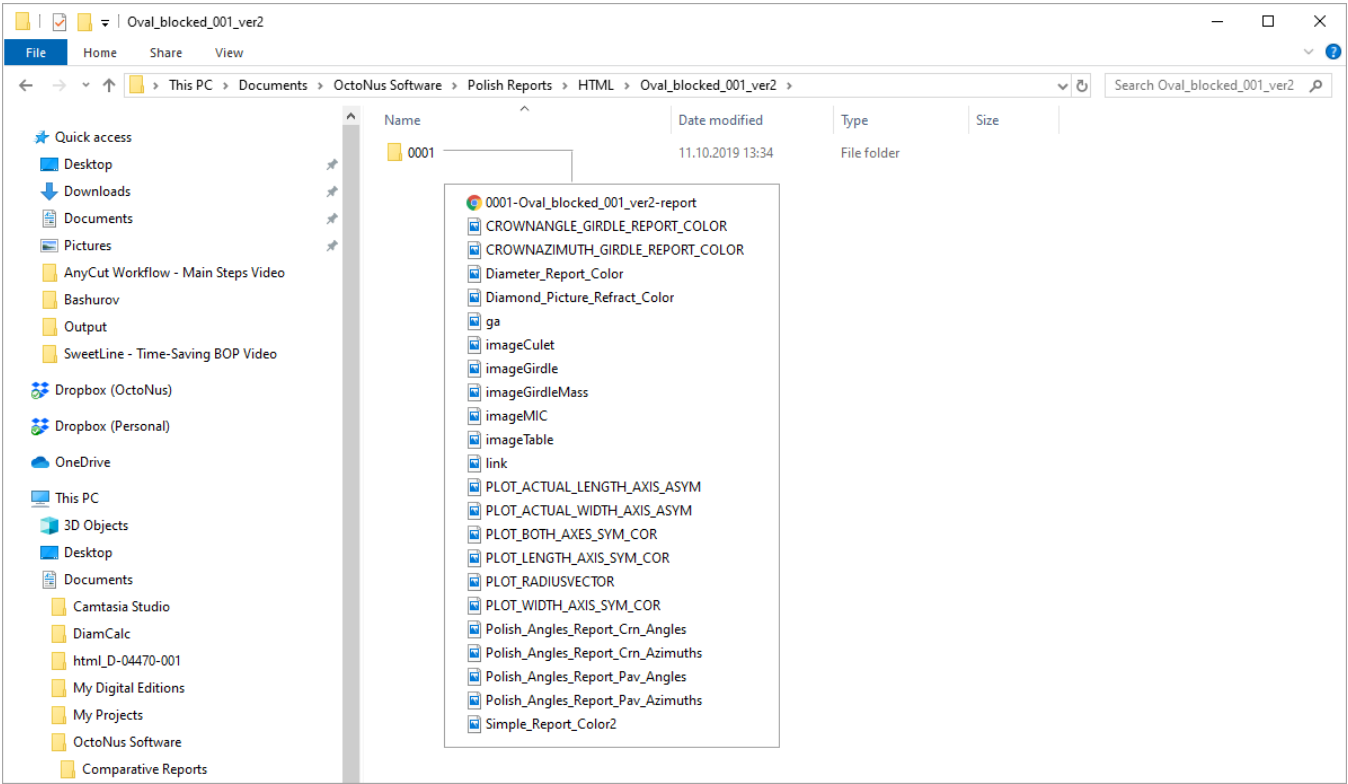 Oval_blocked_001_ver2
File Home Share View
This PC > Documents > OctoNus Software > Polish Reports > HTML > Oval_blocked_001_ver2 >
Search Oval_blocked_001_ver2
Name Date modified Type Size
0001 11.10.2019 13:34 File folder
Quick access
Desktop
Downloads
Documents
Pictures
AnyCut Workflow - Main Steps Video
Bashurov
Output
SweetLine - Time-Saving BOP Video
Dropbox (OctoNus)
Dropbox (Personal)
OneDrive
This PC
3D Objects
Desktop
Documents
Camtasia Studio
DiamCalc
html_D-04470-001
My Digital Editions
My Projects
OctoNus Software
Comparative Reports
0001-Oval_blocked_001_ver2-report
CROWNANGLE_GIRDLE_REPORT_COLOR
CROWNAZIMUTH_GIRDLE_REPORT_COLOR
Diameter_Report_Color
Diamond_Picture_Refract_Color
ga
imageCulet
imageGirdle
imageGirdleMass
imageMIC
imageTable
link
PLOT_ACTUAL_LENGTH_AXIS_ASYM
PLOT_ACTUAL_WIDTH_AXIS_ASYM
PLOT_BOTH_AXES_SYM_COR
PLOT_LENGTH_AXIS_SYM_COR
PLOT_RADIUSVECTOR
PLOT_WIDTH_AXIS_SYM_COR
Polish_Angles_Report_Crn_Angles
Polish_Angles_Report_Crn_Azimuths
Polish_Angles_Report_Pav_Angles
Polish_Angles_Report_Pav_Azimuths
Simple_Report_Color2